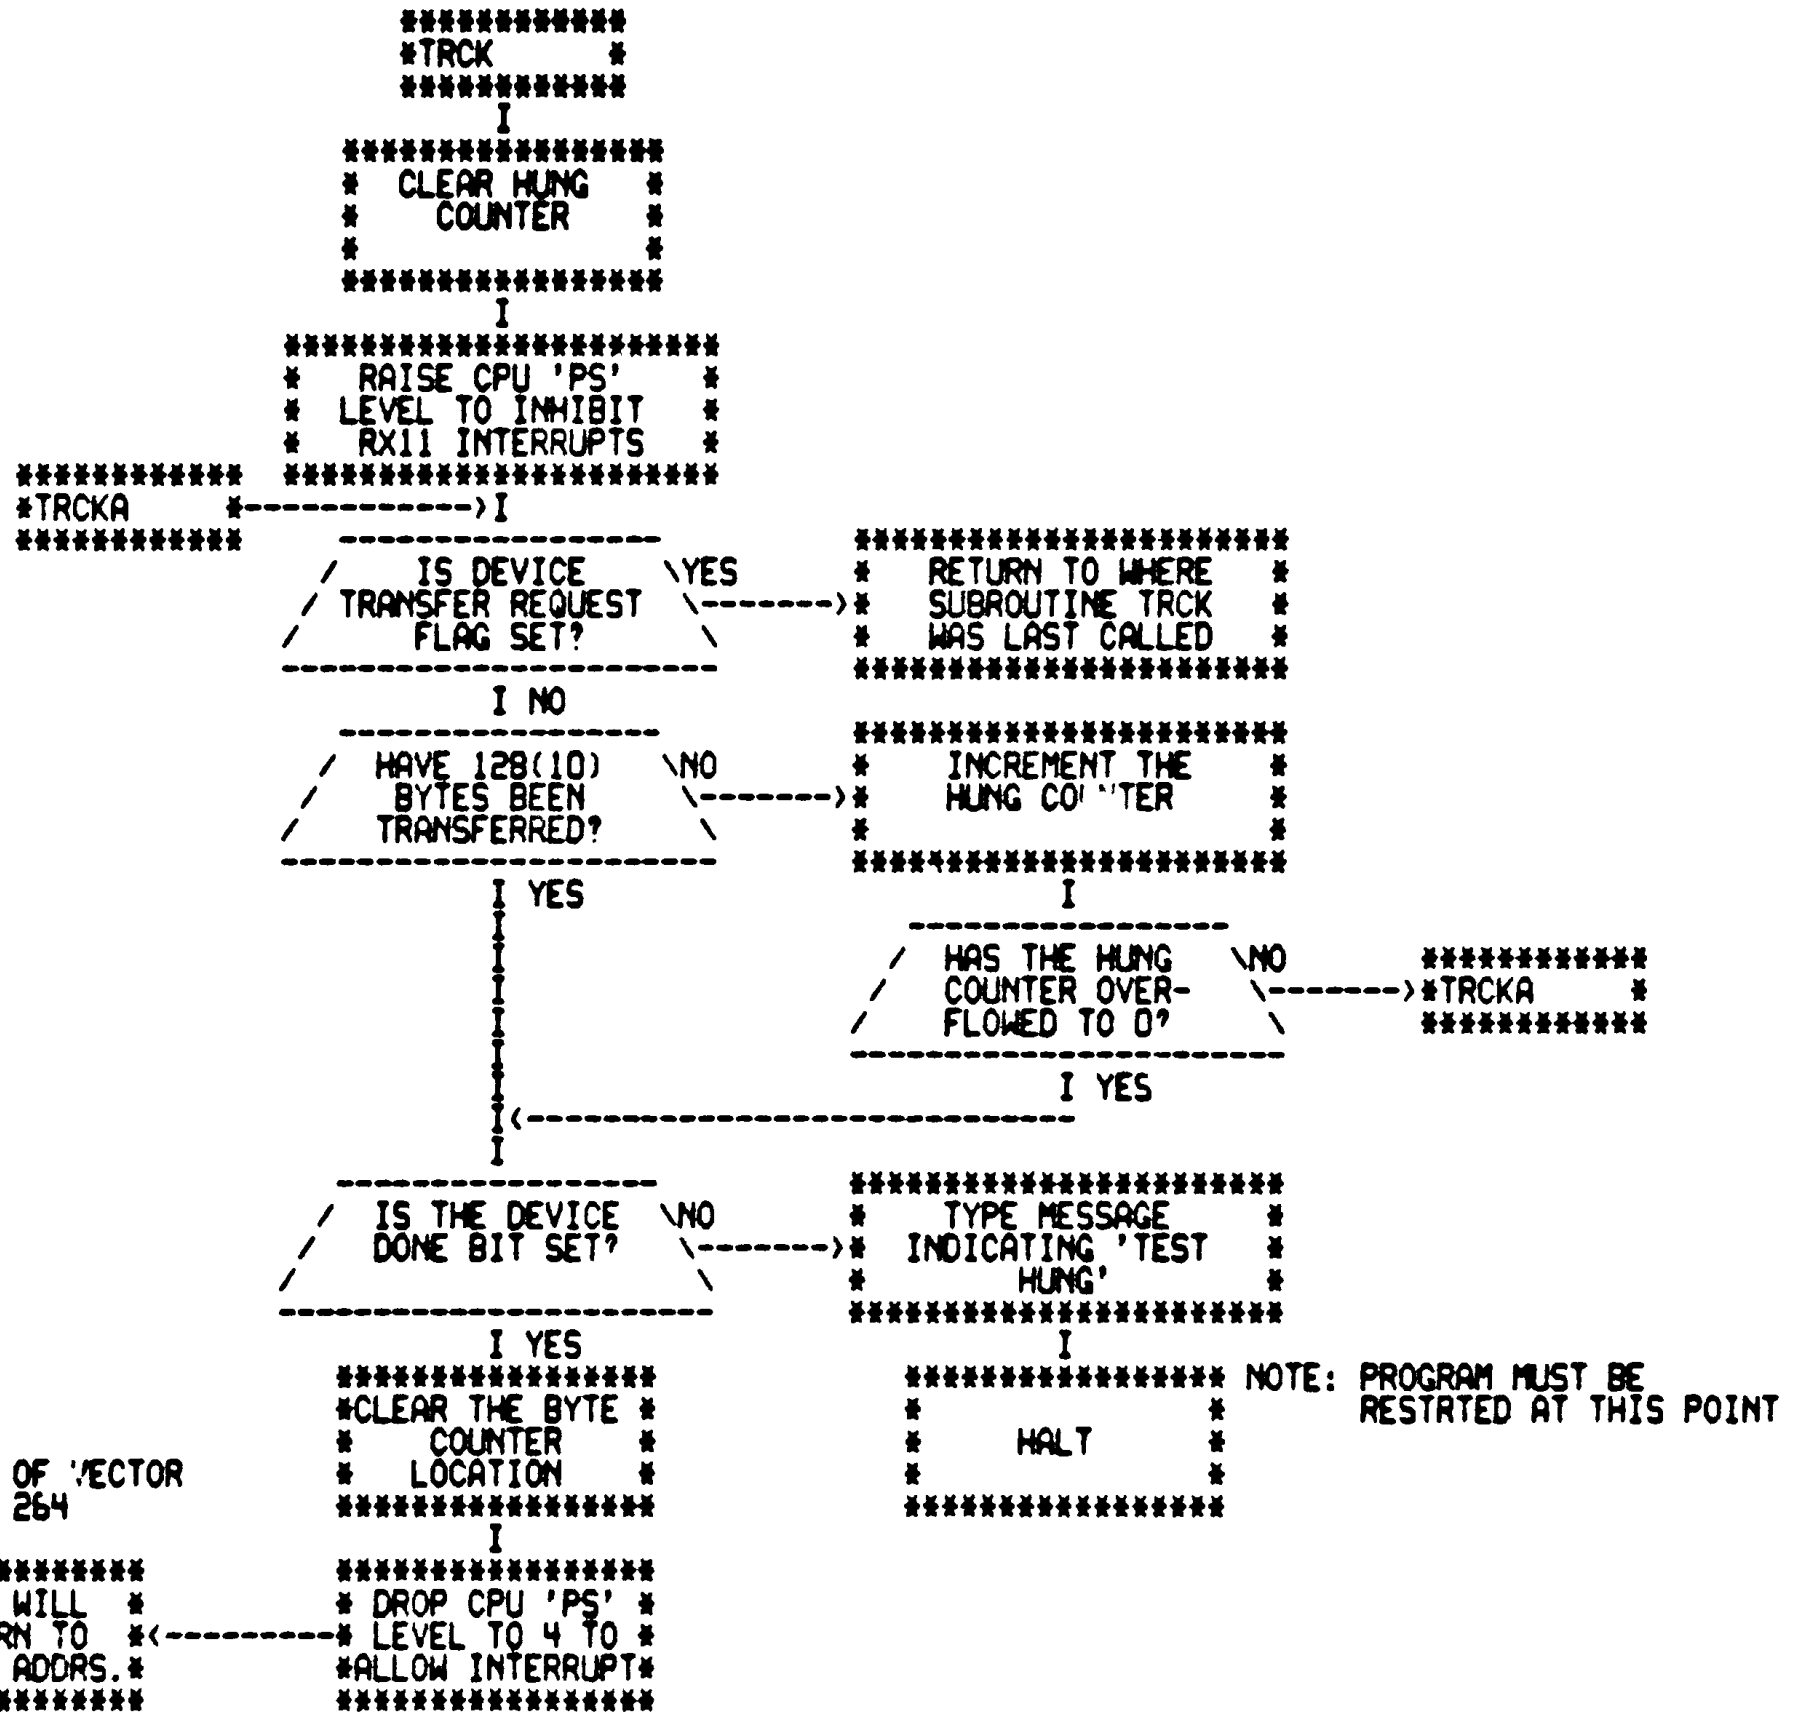 TRCK
CLEAR HUNG
COUNTER
RAISE CPU 'PS'
LEVEL TO INHIBIT
RX11 INTERRUPTS
TRCKA
IS DEVICE
TRANSFER REQUEST
FLAG SET?
YES
RETURN TO WHERE
SUBROUTINE TRCK
WAS LAST CALLED
NO
HAVE 128(10)
BYTES BEEN
TRANSFERRED?
NO
INCREMENT THE
HUNG
YES
HAS THE HUNG
COUNTER OVER-
FLOWED TO 0?
NO
TRCKA
YES
IS THE DEVICE
DONE BIT SET?
NO
TYPE MESSAGE
INDICATING 'TEST
HUNG'
YES
CLEAR THE BYTE
COUNTER
LOCATION
HALT
NOTE: PROGRAM MUST BE
RESTRTED AT THIS POINT
OF VECTOR
264
DROP CPU 'PS'
LEVEL TO 4 TO
ALLOW INTERRUPT
WILL
RN TO
ADDRS.